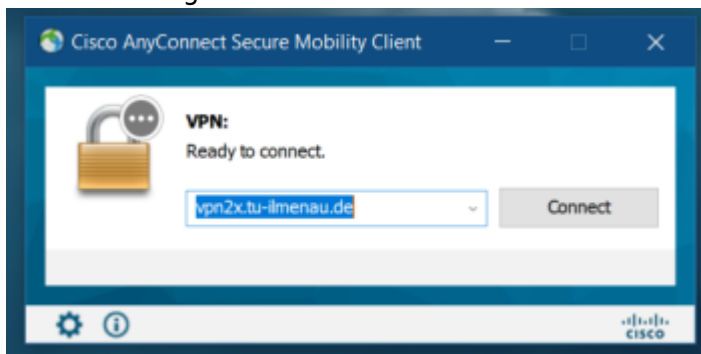 Cisco AnyConnect Secure Mobility Client
VPN:
Ready to connect.
vpn2x.tu-ilmenau.de
Connect
CISCO